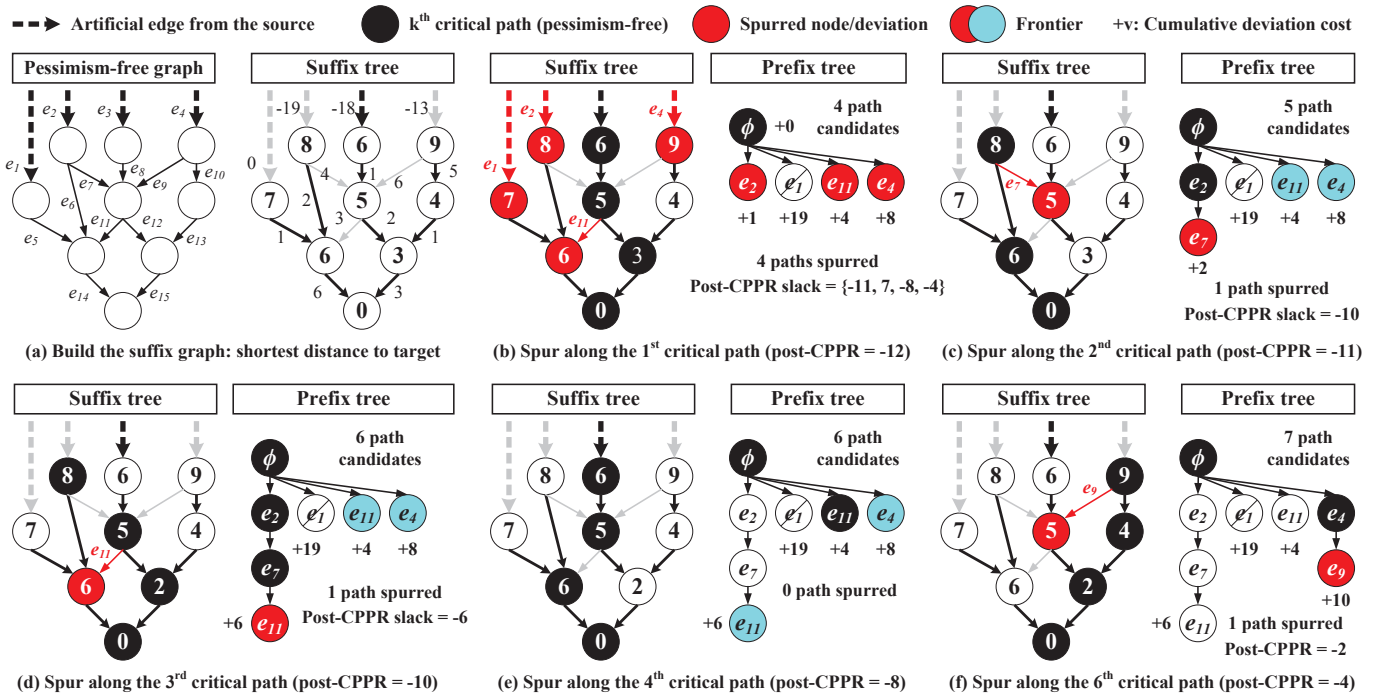 Artificial edge from the source
kth critical path (pessimism-free)
Spurred node/deviation
Frontier
+v: Cumulative deviation cost
Pessimism-free graph
Suffix tree
e2
e3
e4
e1
e8
e10
e7
e9
e6
e11
e12
e5
e13
e14
e15
-19
-18
-13
8
6
9
0
4
1
6
5
7
5
4
2
3
2
1
1
6
3
6
3
0
(a) Build the suffix graph: shortest distance to target
Suffix tree
Prefix tree
e2
e4
e1
8
6
9
7
5
4
e11
6
3
0
4 path
candidates
ϕ
+0
e2
e1
e11
e4
+1
+19
+4
+8
4 paths spurred
Post-CPPR slack = {-11, 7, -8, -4}
(b) Spur along the 1st critical path (post-CPPR = -12)
Suffix tree
Prefix tree
8
6
9
e7
7
5
4
6
3
0
5 path
candidates
ϕ
e2
e1
e11
e4
+19
+4
+8
e7
+2
1 path spurred
Post-CPPR slack = -10
(c) Spur along the 2nd critical path (post-CPPR = -11)
Suffix tree
Prefix tree
8
6
9
7
5
4
e11
6
2
0
6 path
candidates
ϕ
e2
e1
e11
e4
+19
+4
+8
e7
1 path spurred
Post-CPPR slack = -6
+6
e11
(d) Spur along the 3rd critical path (post-CPPR = -10)
Suffix tree
Prefix tree
8
6
9
7
5
4
6
2
0
6 path
candidates
ϕ
e2
e1
e11
e4
+19
+4
+8
e7
0 path spurred
+6
e11
(e) Spur along the 4th critical path (post-CPPR = -8)
Suffix tree
Prefix tree
8
6
9
e9
7
5
4
6
2
0
7 path
candidates
ϕ
e2
e1
e11
e4
+19
+4
e7
e9
+10
+6
e11
1 path spurred
Post-CPPR = -2
(f) Spur along the 6th critical path (post-CPPR = -4)